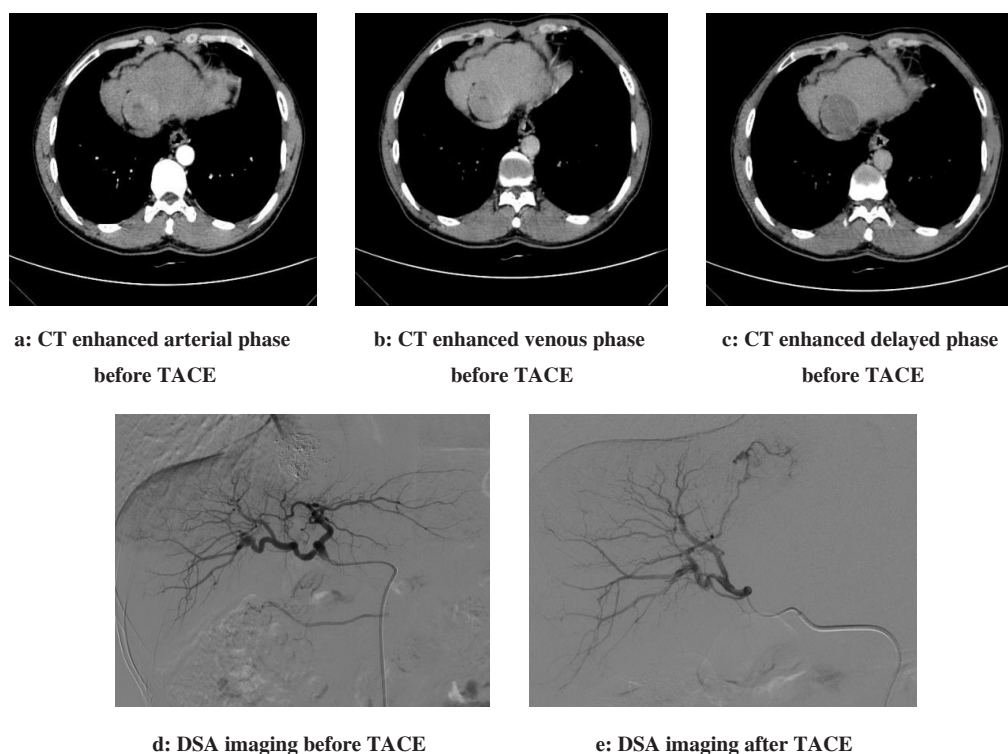 a: CT enhanced arterial phase
before TACE
b: CT enhanced venous phase
before TACE
c: CT enhanced delayed phase
before TACE
d: DSA imaging before TACE
e: DSA imaging after TACE